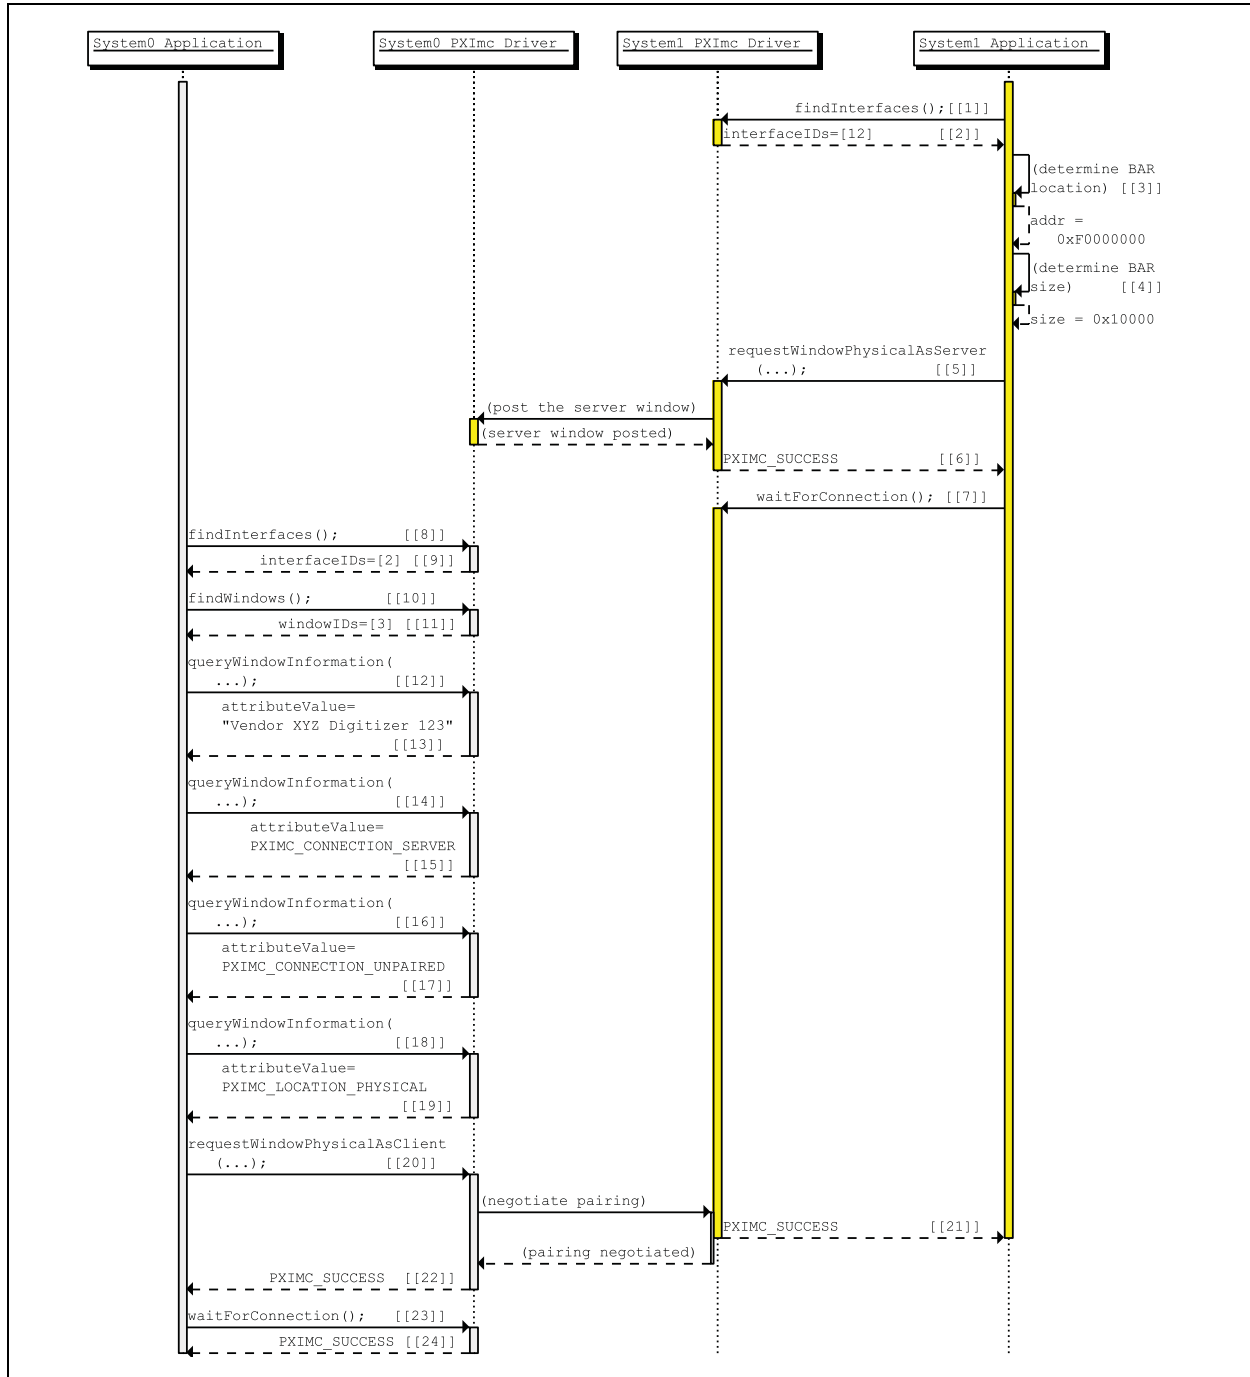 System0 Application
System0 PXImc Driver
System1 PXImc Driver
System1 Application
findInterfaces();[[1]]
interfaceIDs=[12] [[2]]
(determine BAR
location) [[3]]
addr =
0xF0000000
(determine BAR
size) [[4]]
size = 0x10000
requestWindowPhysicalAsServer
(...); [[5]]
(post the server window)
(server window posted)
PXIMC_SUCCESS [[6]]
waitForConnection(); [[7]]
findInterfaces(); [[8]]
interfaceIDs=[2] [[9]]
findWindows(); [[10]]
windowIDs=[3] [[11]]
queryWindowInformation(
...); [[12]]
attributeValue=
"Vendor XYZ Digitizer 123"
[[13]]
queryWindowInformation(
...); [[14]]
attributeValue=
PXIMC_CONNECTION_SERVER
[[15]]
queryWindowInformation(
...); [[16]]
attributeValue=
PXIMC_CONNECTION_UNPAIRED
[[17]]
queryWindowInformation(
...); [[18]]
attributeValue=
PXIMC_LOCATION_PHYSICAL
[[19]]
requestWindowPhysicalAsClient
(...); [[20]]
(negotiate pairing)
PXIMC_SUCCESS [[21]]
(pairing negotiated)
PXIMC_SUCCESS [[22]]
waitForConnection(); [[23]]
PXIMC_SUCCESS [[24]]